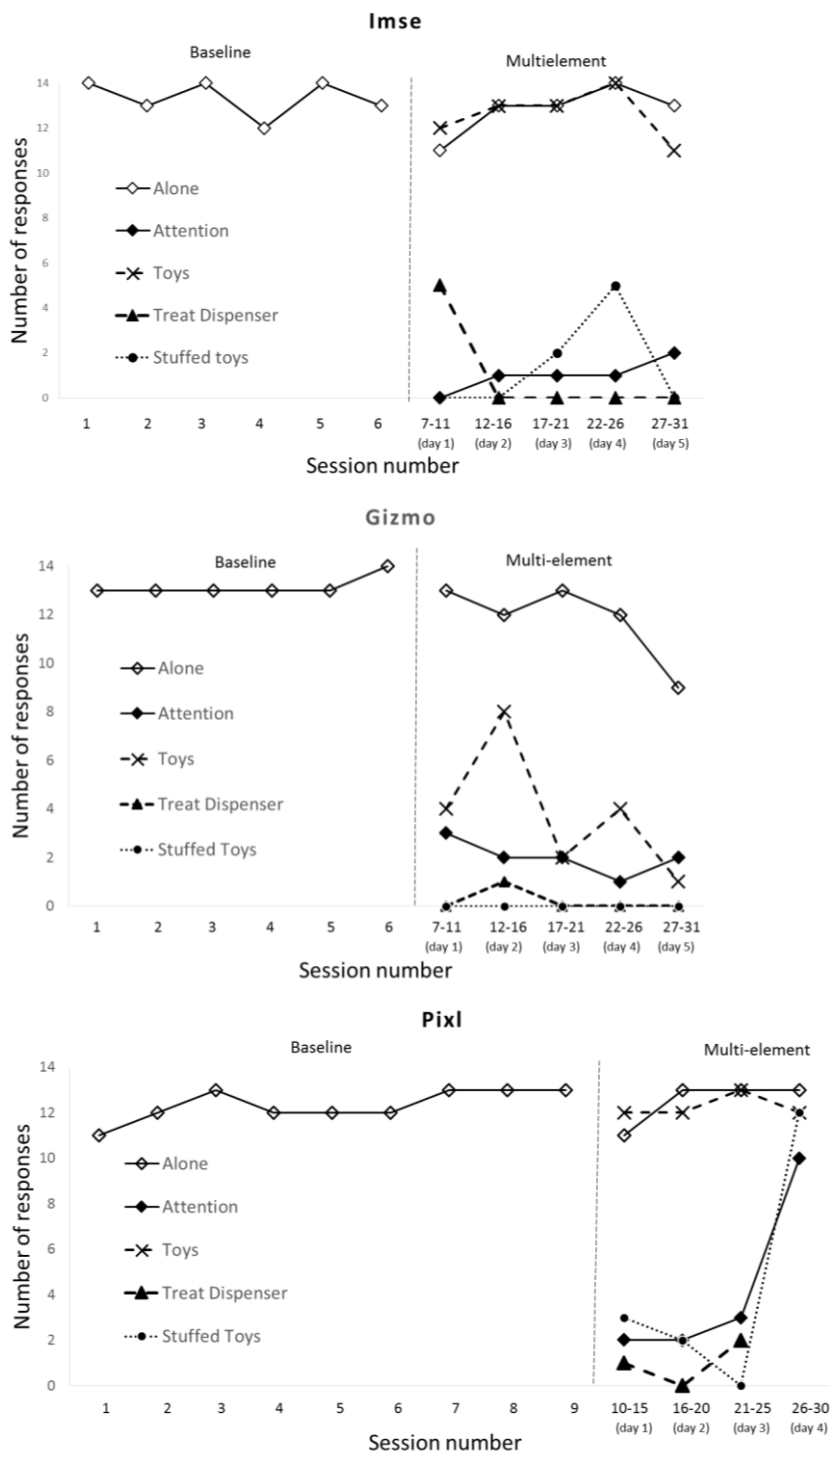 Imse
Baseline
Multielement
14
12
10
8
6
4
2
0
Number of responses
Alone
Attention
Toys
Treat Dispenser
Stuffed toys
1 2 3 4 5 6 7-11 12-16 17-21 22-26 27-31
(day 1) (day 2) (day 3) (day 4) (day 5)
Session number
Gizmo
Baseline
Multi-element
14
12
10
8
6
4
2
0
Number of responses
Alone
Attention
Toys
Treat Dispenser
Stuffed Toys
1 2 3 4 5 6 7-11 12-16 17-21 22-26 27-31
(day 1) (day 2) (day 3) (day 4) (day 5)
Session number
Pixl
Baseline
Multi-element
14
12
10
8
6
4
2
0
Number of responses
Alone
Attention
Toys
Treat Dispenser
Stuffed Toys
1 2 3 4 5 6 7 8 9 10-15 16-20 21-25 26-30
(day 1) (day 2) (day 3) (day 4)
Session number